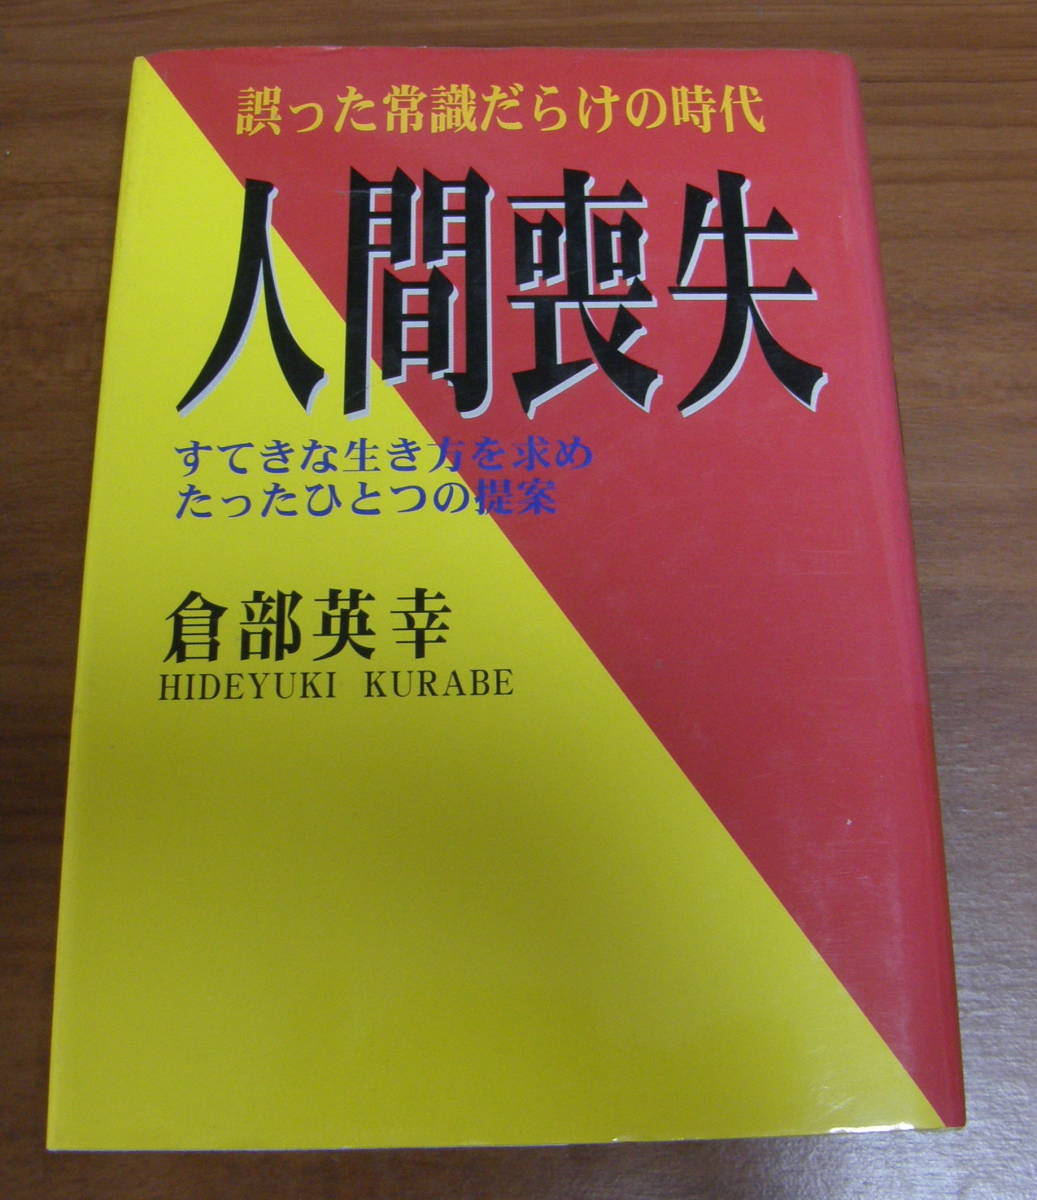 誤った常識だらけの時代
人間喪失
すてきな生き方を求め
たったひとつの提案
倉部英幸
HIDEYUKI KURABE